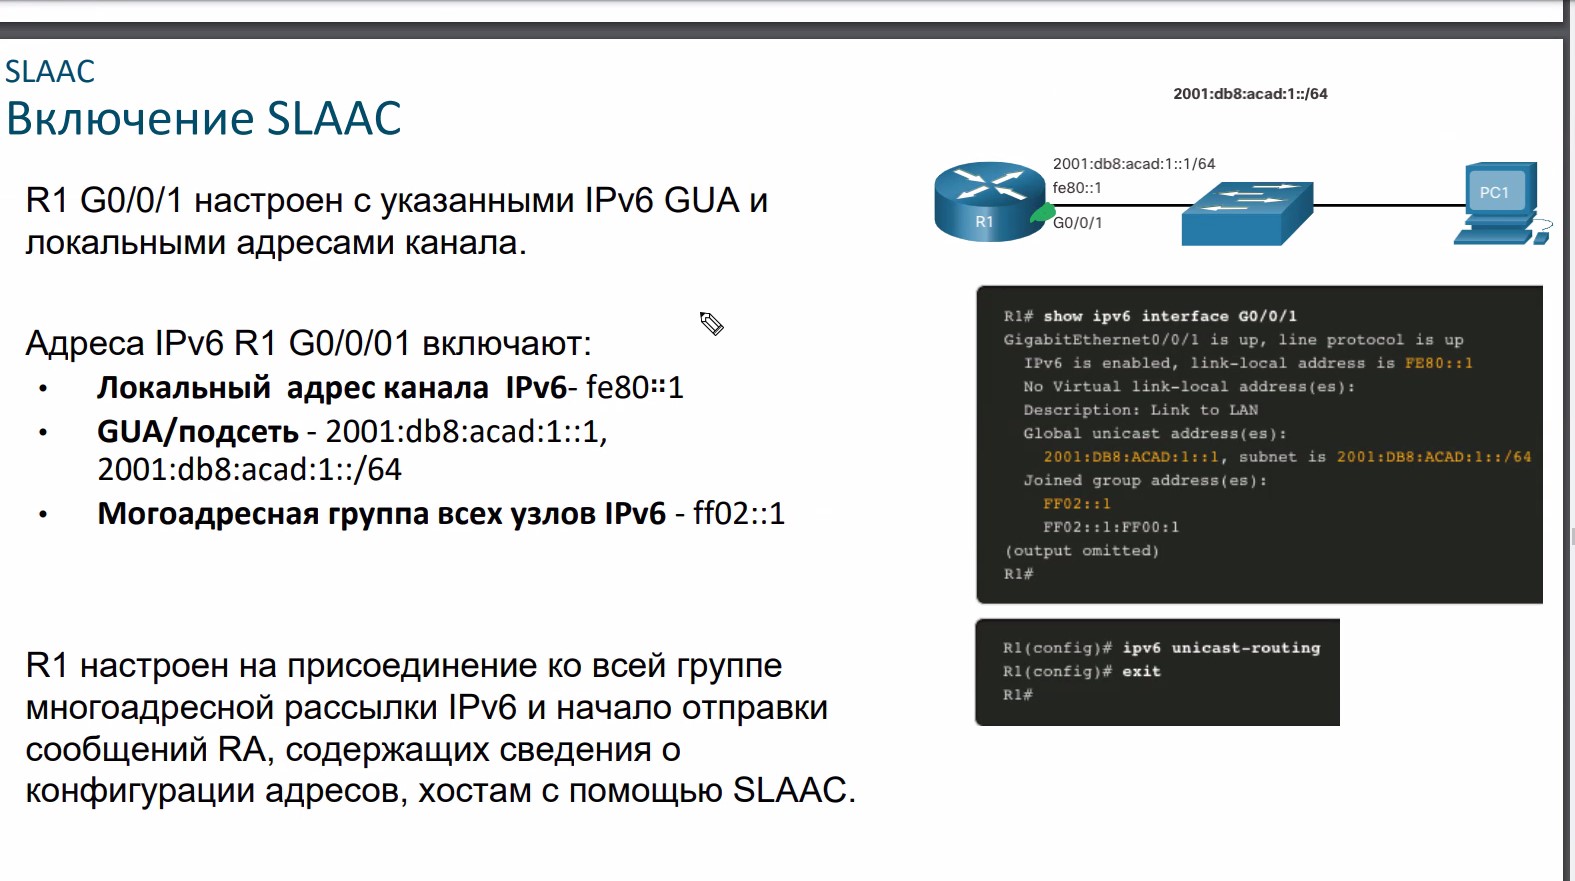 SLAAC
Включение SLAAC
R1 G0/0/1 настроен с указанными IPv6 GUA и
локальными адресами канала.
Адреса IPv6 R1 G0/0/01 включают:
• Локальный адрес канала IPv6- fe80::1
• GUA/подсеть - 2001:db8:acad:1::1,
2001:db8:acad:1::/64
• Могоадресная группа всех узлов IPv6 - ff02::1
R1 настроен на присоединение ко всей группе
многоадресной рассылки IPv6 и начало отправки
сообщений RA, содержащих сведения о
конфигурации адресов, хостам с помощью SLAAC.
2001:db8:acad:1::/64
2001:db8:acad:1::1/64
fe80::1
R1
G0/0/1
PC1
R1# show ipv6 interface G0/0/1
GigabitEthernet0/0/1 is up, line protocol is up
IPv6 is enabled, link-local address is FE80::1
No Virtual link-local address(es):
Description: Link to LAN
Global unicast address(es):
2001:DB8:ACAD:1::1, subnet is 2001:DB8:ACAD:1::/64
Joined group address(es):
FF02::1
FF02::1:FF00:1
(output omitted)
R1#
R1(config)# ipv6 unicast-routing
R1(config)# exit
R1#